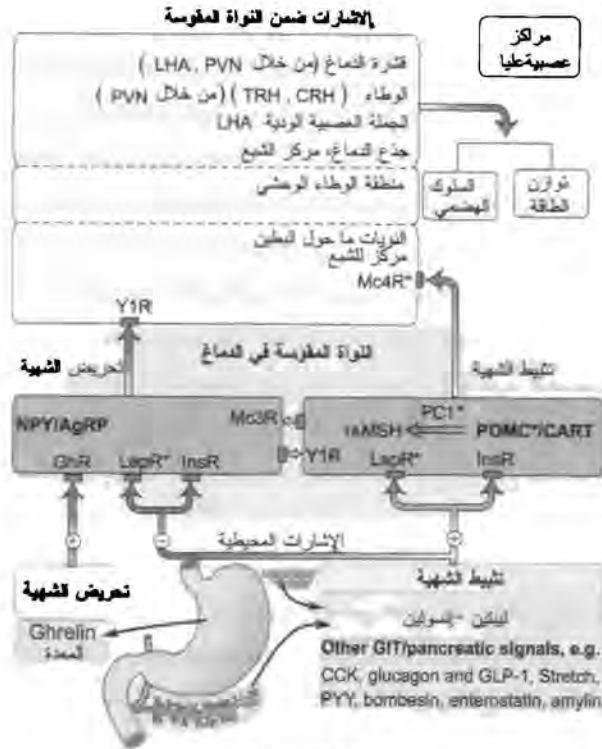 الاشارات ضمن النواة المقوسة
مراكز
عصبية عليا
قشرة الدماغ (من خلال LHA , PVN )
الوطاء ( TRH , CRH ) (من خلال PVN )
الجملة العصبية الودية LHA
جذع الدماغ، مركز الشبع
منطقة الوطاء الوحشي
السلوك
الهضمي
توازن
الطاقة
النويات ما حول البطين
مركز للشبع
Mc4R*
Y1R
النواة المقوسة في الدماغ
تحريض الشهية
تثبيط الشهية
NPY/AgRP
Mc3R
PC1*
αMSH
POMC*/CART
GhR
LepR*
InsR
Y1R
LepR*
InsR
الإشارات المحيطية
تحريض الشهية
تثبيط الشهية
Ghrelin
المعدة
ليبتين -إنسولين
Other GIT/pancreatic signals, e.g.
CCK, glucagon and GLP-1, Stretch,
PYY, bombesin, enterostatin, amylin